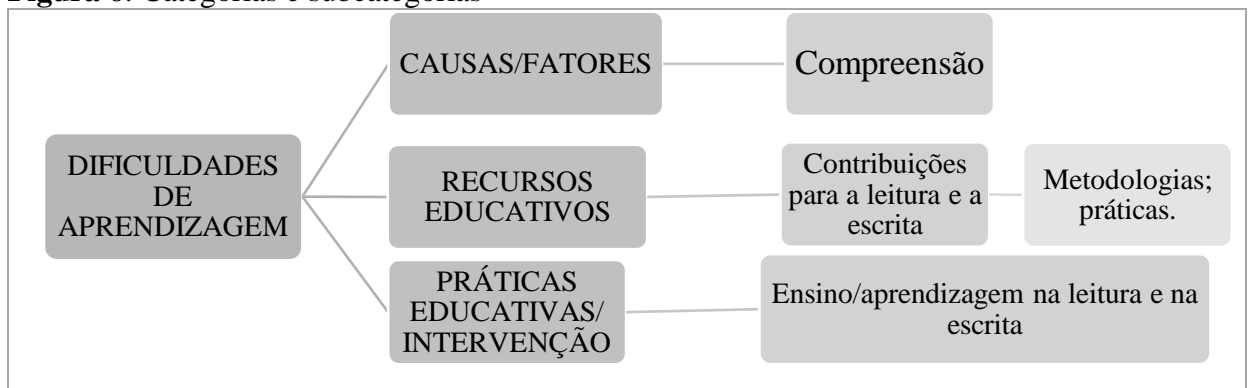 Figura 6: Categorias e subcategorias
CAUSAS/FATORES
Compreensão
DIFICULDADES
DE
APRENDIZAGEM
RECURSOS
EDUCATIVOS
Contribuições
para a leitura e a
escrita
Metodologias;
práticas.
PRÁTICAS
EDUCATIVAS/
INTERVENÇÃO
Ensino/aprendizagem na leitura e na
escrita